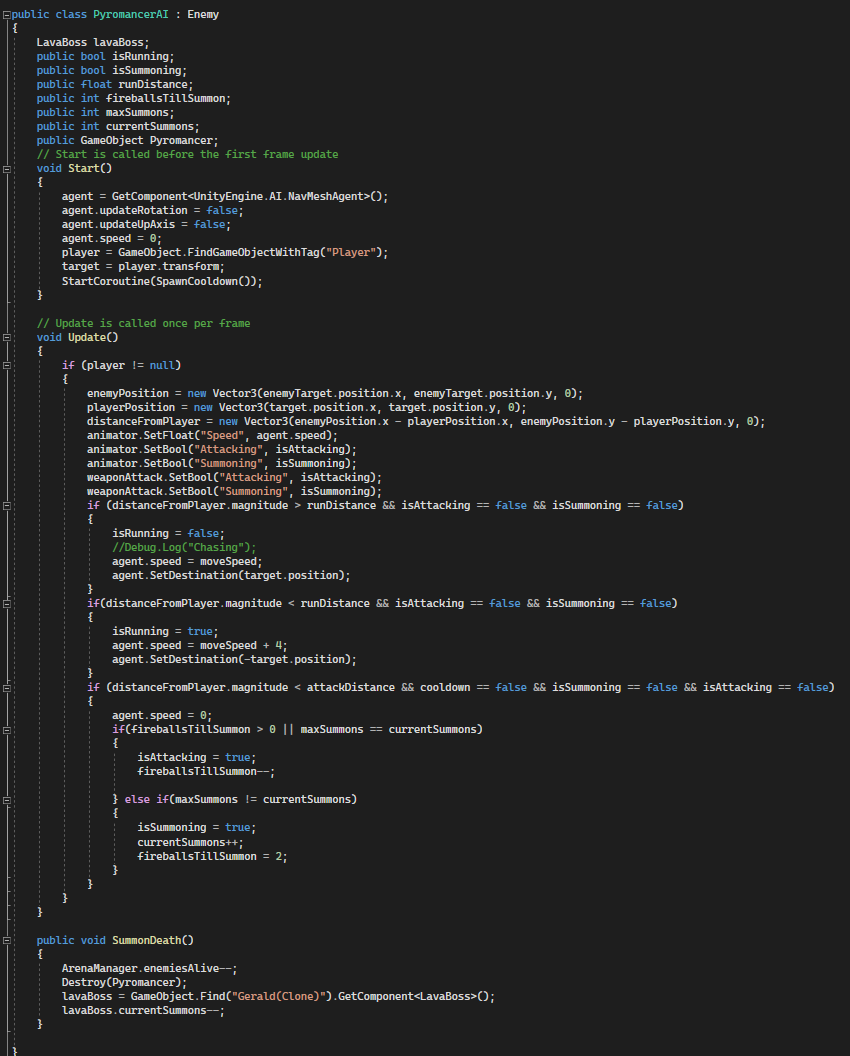 public class PyromancerAI : Enemy
{
    LavaBoss lavaBoss;
    public bool isRunning;
    public bool isSummoning;
    public float runDistance;
    public int fireballsTillSummon;
    public int maxSummons;
    public int currentSummons;
    public GameObject Pyromancer;
    // Start is called before the first frame update
    void Start()
    {
        agent = GetComponent<UnityEngine.AI.NavMeshAgent>();
        agent.updateRotation = false;
        agent.updateUpAxis = false;
        agent.speed = 0;
        player = GameObject.FindGameObjectWithTag("Player");
        target = player.transform;
        StartCoroutine(SpawnCooldown());
    }

    // Update is called once per frame
    void Update()
    {
        if (player != null)
        {
            enemyPosition = new Vector3(enemyTarget.position.x, enemyTarget.position.y, 0);
            playerPosition = new Vector3(target.position.x, target.position.y, 0);
            distanceFromPlayer = new Vector3(enemyPosition.x - playerPosition.x, enemyPosition.y - playerPosition.y, 0);
            animator.SetFloat("Speed", agent.speed);
            animator.SetBool("Attacking", isAttacking);
            animator.SetBool("Summoning", isSummoning);
            weaponAttack.SetBool("Attacking", isAttacking);
            weaponAttack.SetBool("Summoning", isSummoning);
            if (distanceFromPlayer.magnitude > runDistance && isAttacking == false && isSummoning == false)
            {
                isRunning = false;
                //Debug.Log("Chasing");
                agent.speed = moveSpeed;
                agent.SetDestination(target.position);
            }
            if(distanceFromPlayer.magnitude < runDistance && isAttacking == false && isSummoning == false)
            {
                isRunning = true;
                agent.speed = moveSpeed + 4;
                agent.SetDestination(-target.position);
            }
            if (distanceFromPlayer.magnitude < attackDistance && cooldown == false && isSummoning == false && isAttacking == false)
            {
                agent.speed = 0;
                if(fireballsTillSummon > 0 || maxSummons == currentSummons)
                {
                    isAttacking = true;
                    fireballsTillSummon--;

                } else if(maxSummons != currentSummons)
                {
                    isSummoning = true;
                    currentSummons++;
                    fireballsTillSummon = 2;
                }
            }
        }
    }

    public void SummonDeath()
    {
        ArenaManager.enemiesAlive--;
        Destroy(Pyromancer);
        lavaBoss = GameObject.Find("Gerald(Clone)").GetComponent<LavaBoss>();
        lavaBoss.currentSummons--;
    }

}